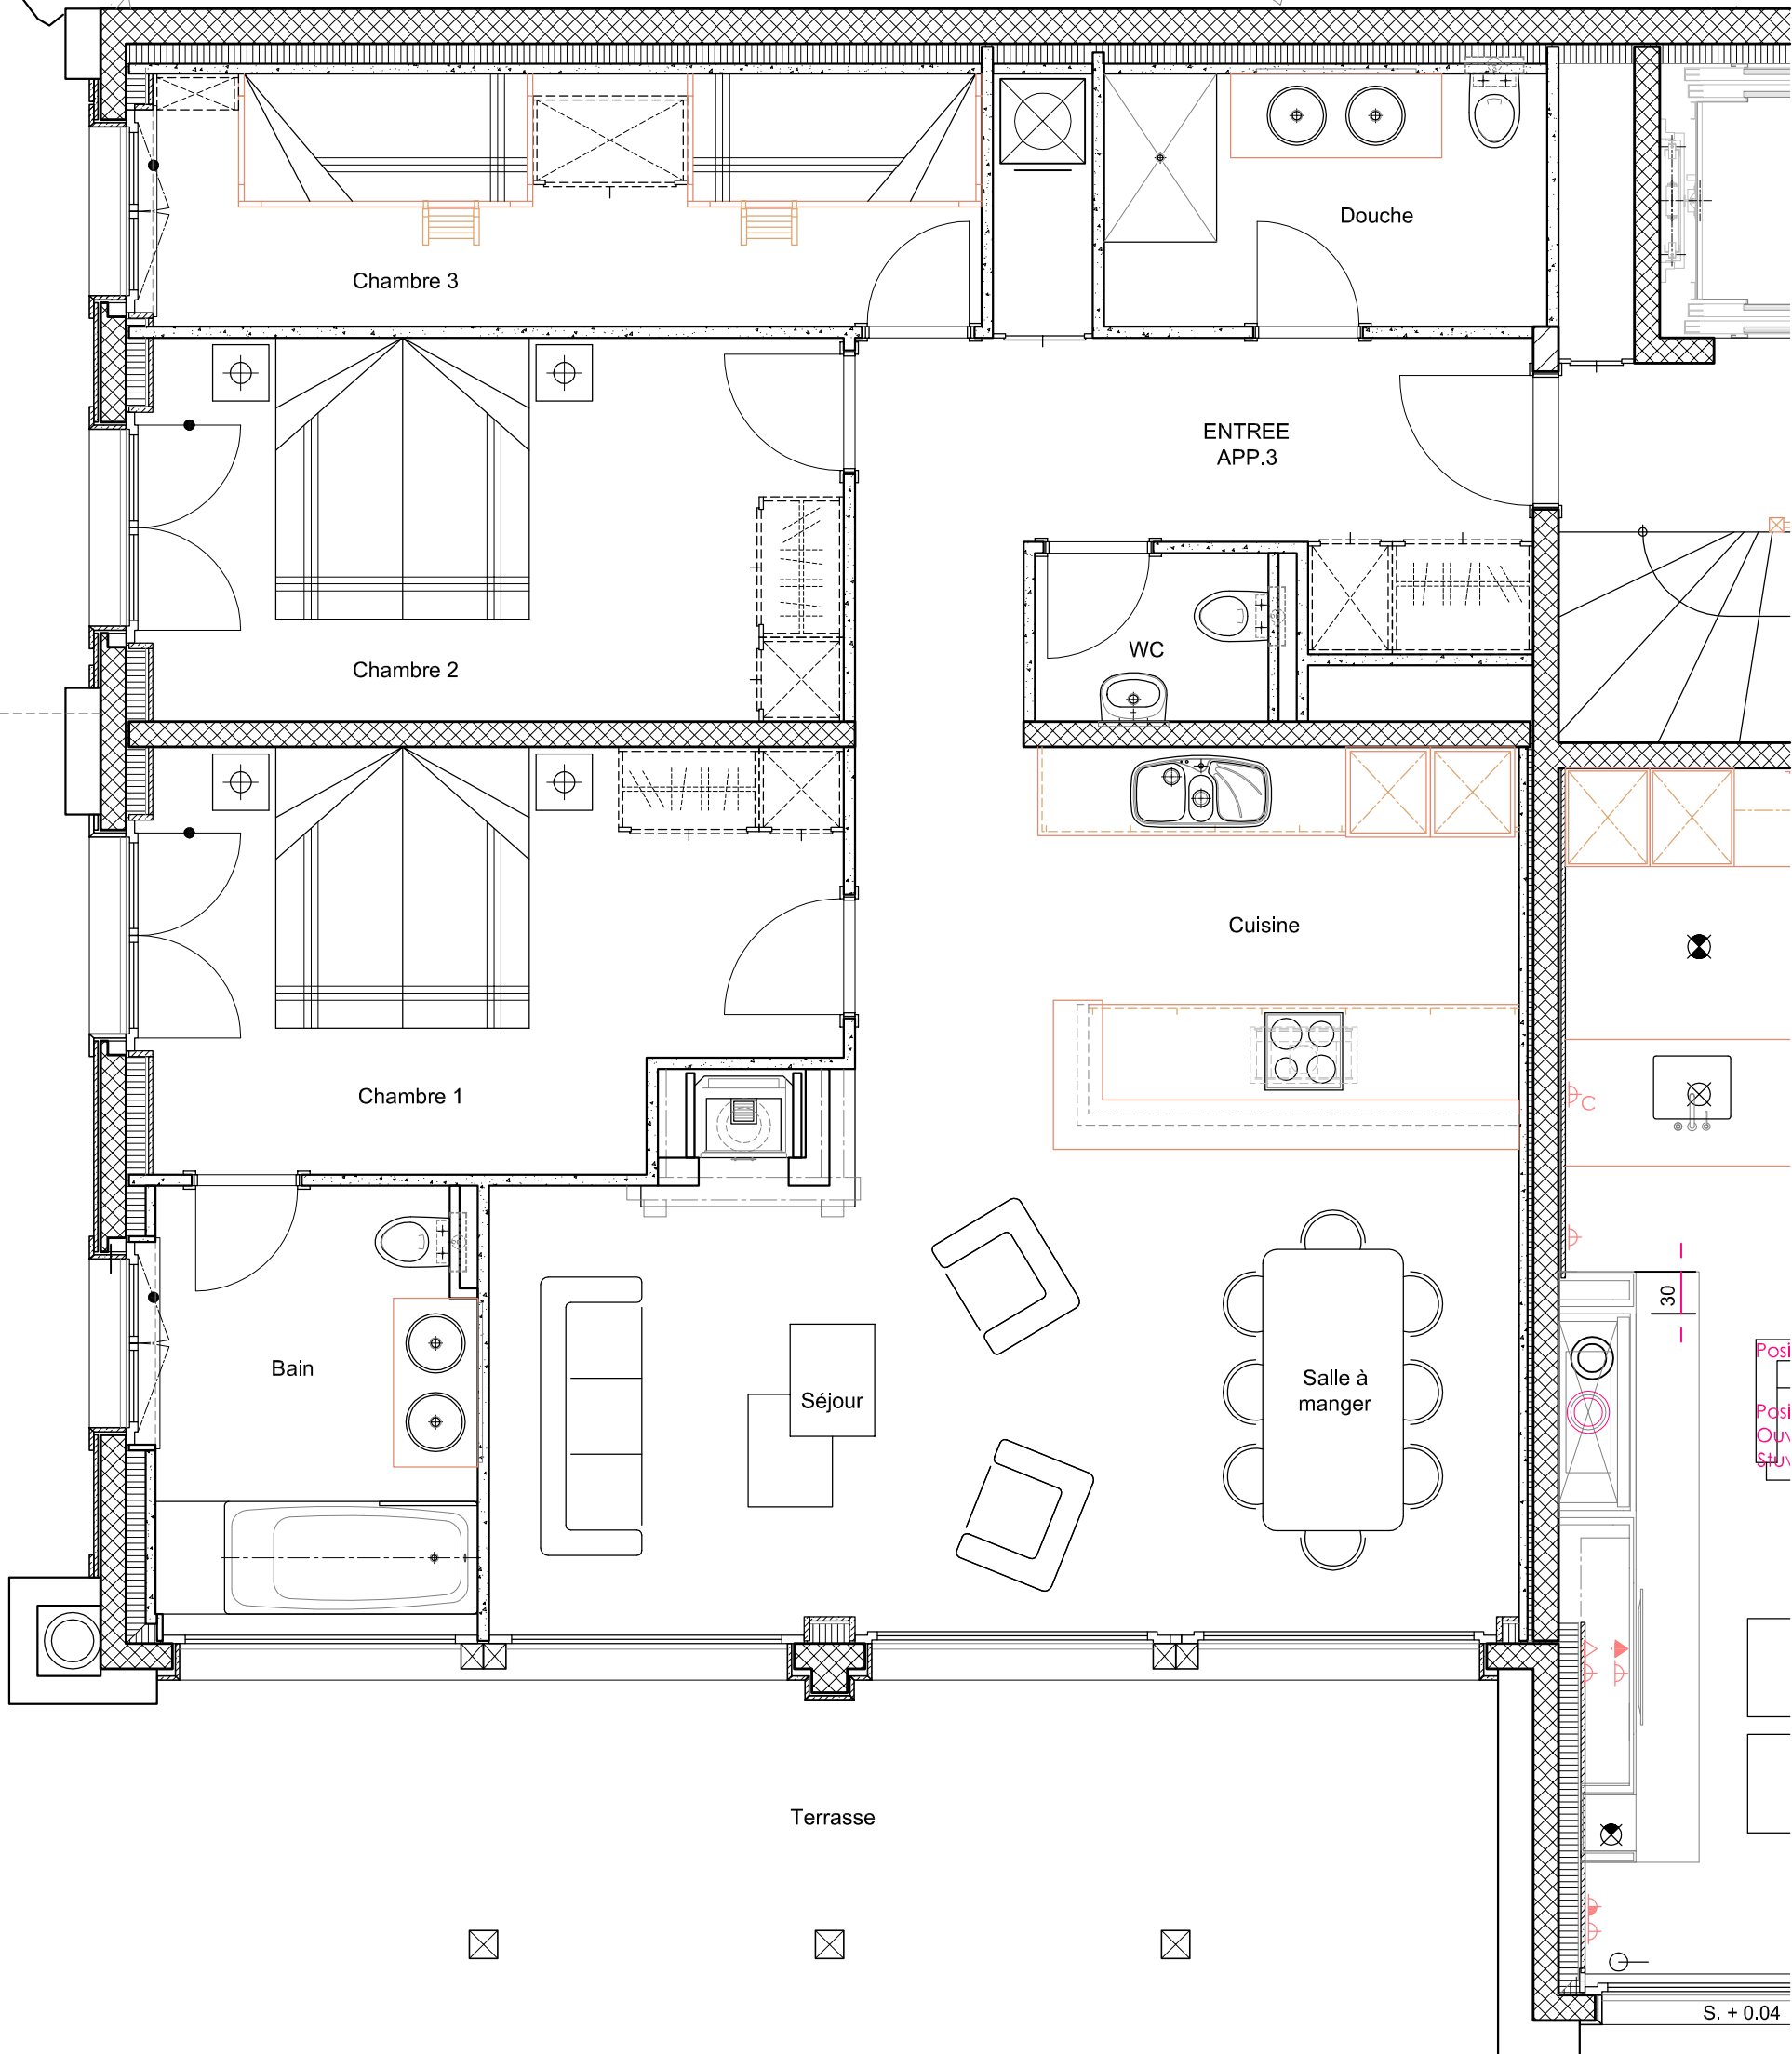 Douche
Chambre 3
ENTREE
APP.3
WC
Chambre 2
Cuisine
Chambre 1
C
30
Bain
Séjour
Salle à
manger
Terrasse
S. + 0.04